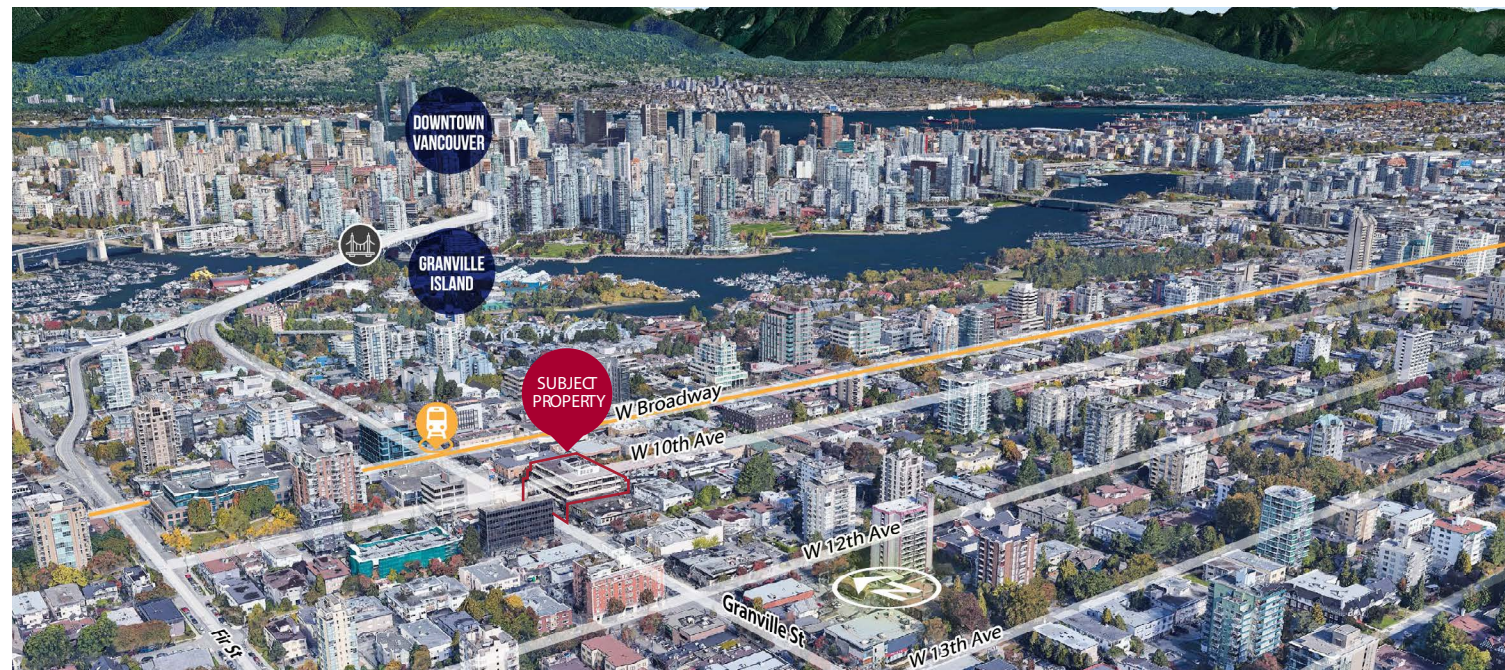 DOWNTOWN
VANCOUVER
GRANVILLE
ISLAND
SUBJECT
PROPERTY
W Broadway
W 10th Ave
W 12th Ave
Granville St
Fir St
W 13th Ave